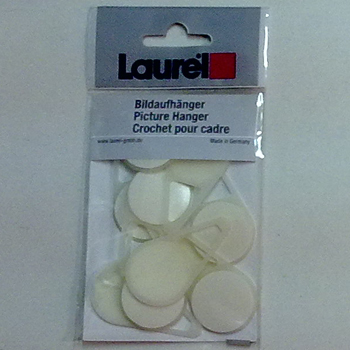 Laurel
Bildaufhänger
Picture Hanger
Crochet pour cadre
www.laurel-gmbh.de Made in Germany